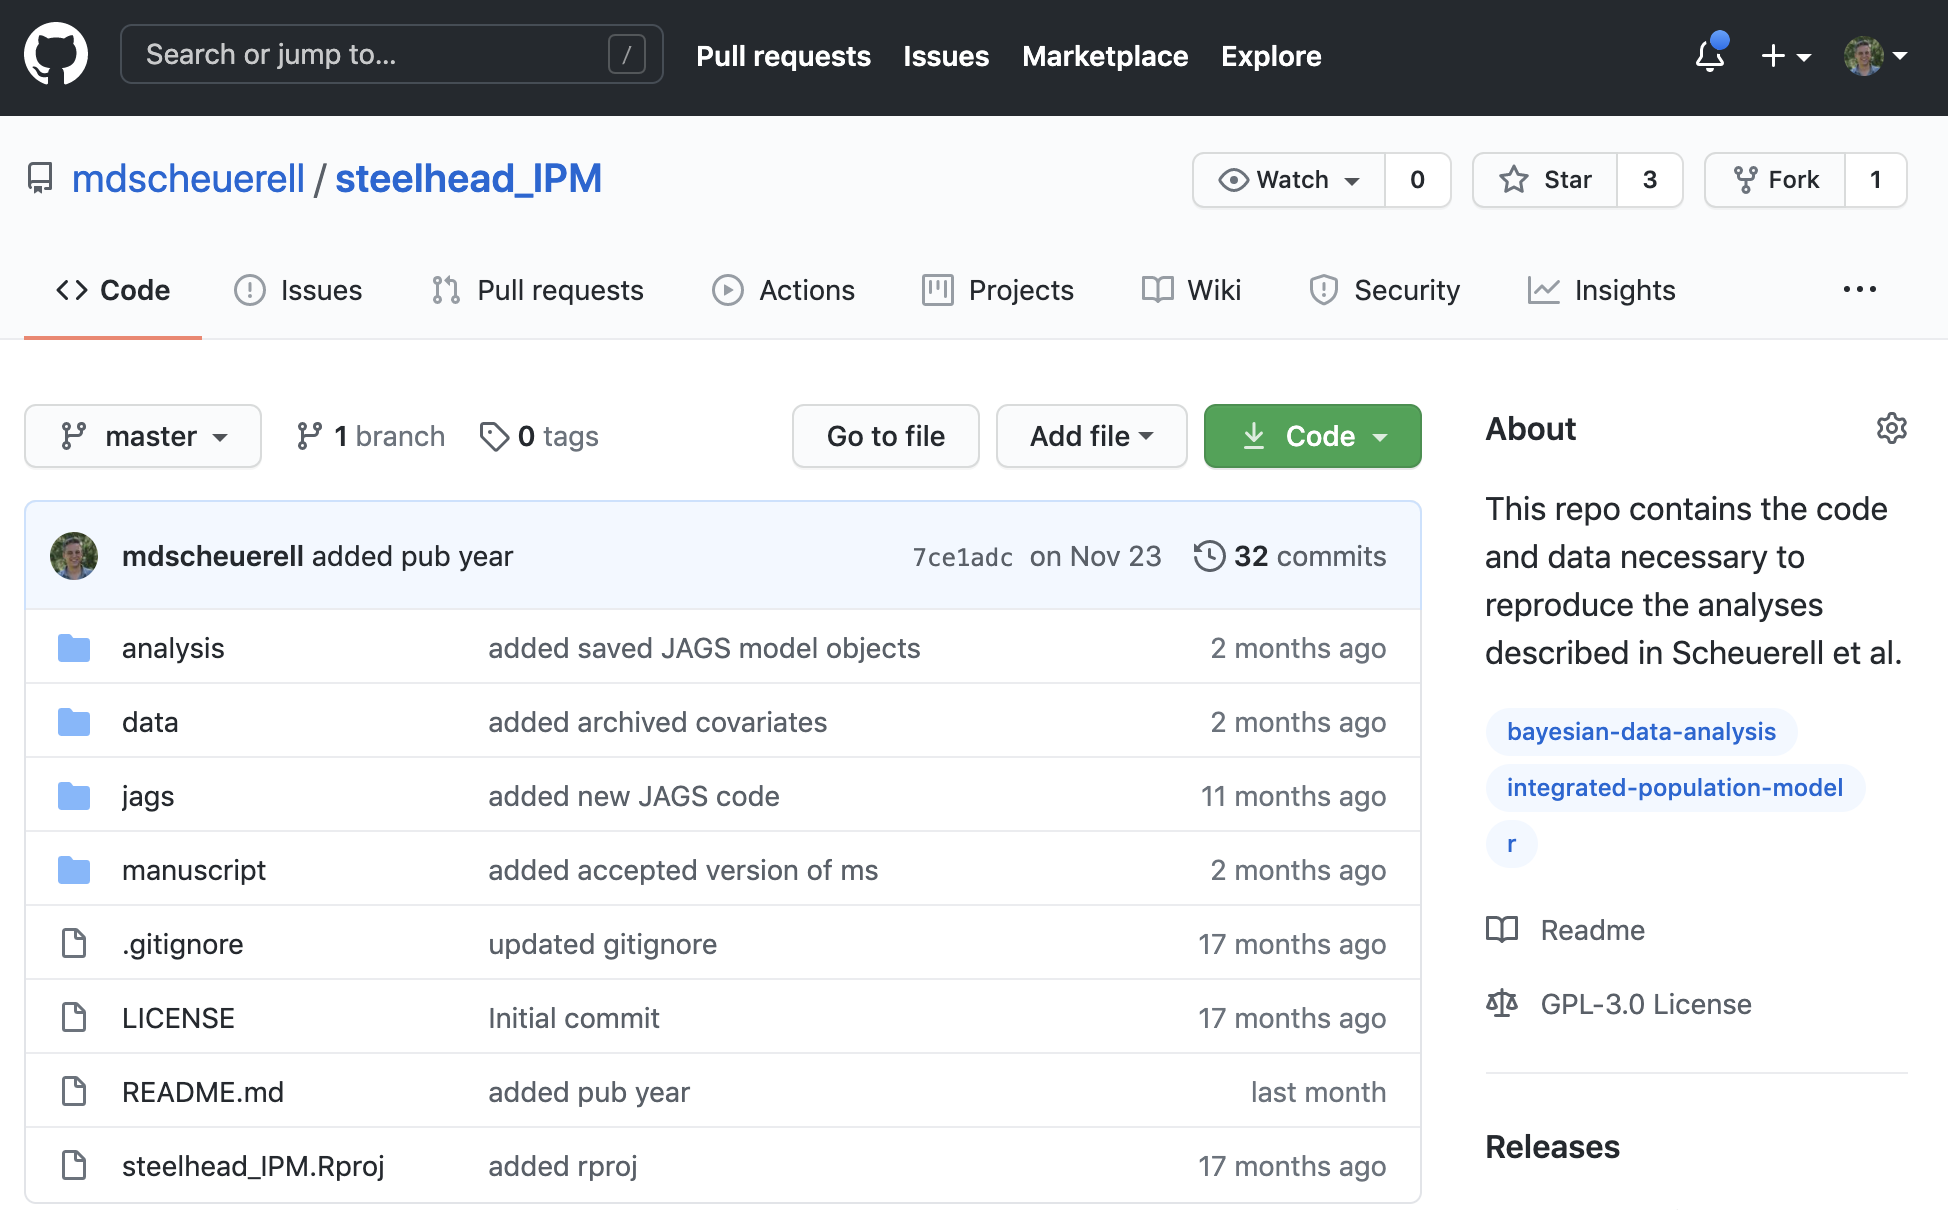 Search or jump to... /
Pull requests Issues Marketplace Explore
mdscheuerell / steelhead_IPM
Watch 0 Star 3 Fork 1
Code Issues Pull requests Actions Projects Wiki Security Insights
master 1 branch 0 tags Go to file Add file Code
mdscheuerell added pub year 7ce1adc on Nov 23 32 commits
analysis added saved JAGS model objects 2 months ago
data added archived covariates 2 months ago
jags added new JAGS code 11 months ago
manuscript added accepted version of ms 2 months ago
.gitignore updated gitignore 17 months ago
LICENSE Initial commit 17 months ago
README.md added pub year last month
steelhead_IPM.Rproj added rproj 17 months ago
About
This repo contains the code
and data necessary to
reproduce the analyses
described in Scheuerell et al.
bayesian-data-analysis
integrated-population-model
r
Readme
GPL-3.0 License
Releases